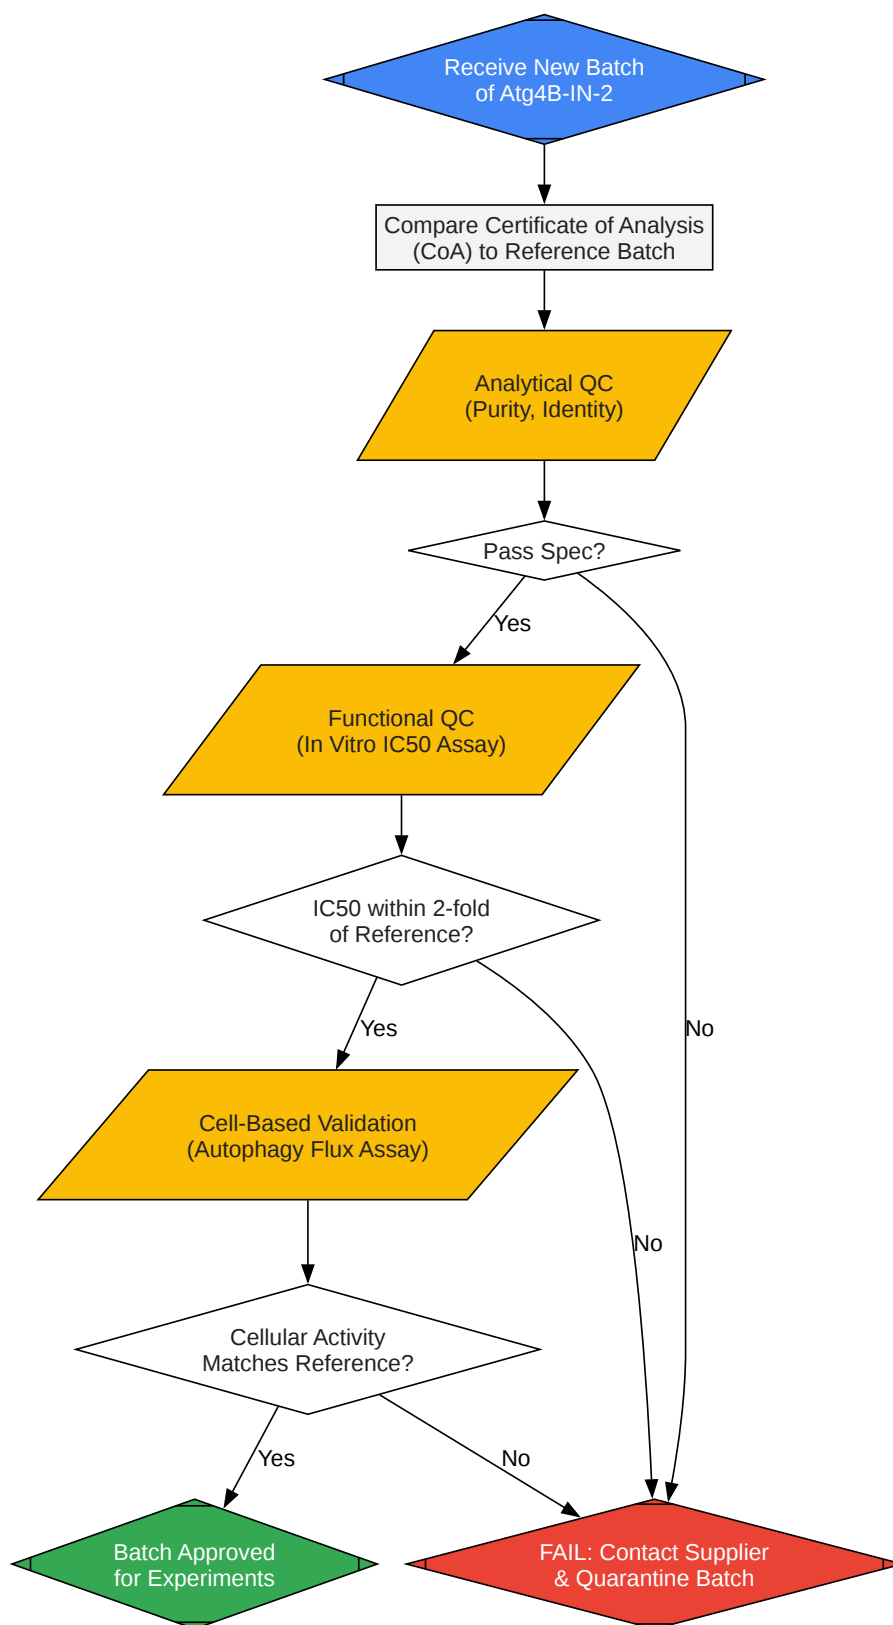 Receive New Batch
of Atg4B-IN-2
Compare Certificate of Analysis
(CoA) to Reference Batch
Analytical QC
(Purity, Identity)
Pass Spec?
Yes
Functional QC
(In Vitro IC50 Assay)
IC50 within 2-fold
of Reference?
Yes
No
Cell-Based Validation
(Autophagy Flux Assay)
No
Cellular Activity
Matches Reference?
Yes
No
Batch Approved
for Experiments
FAIL: Contact Supplier
& Quarantine Batch